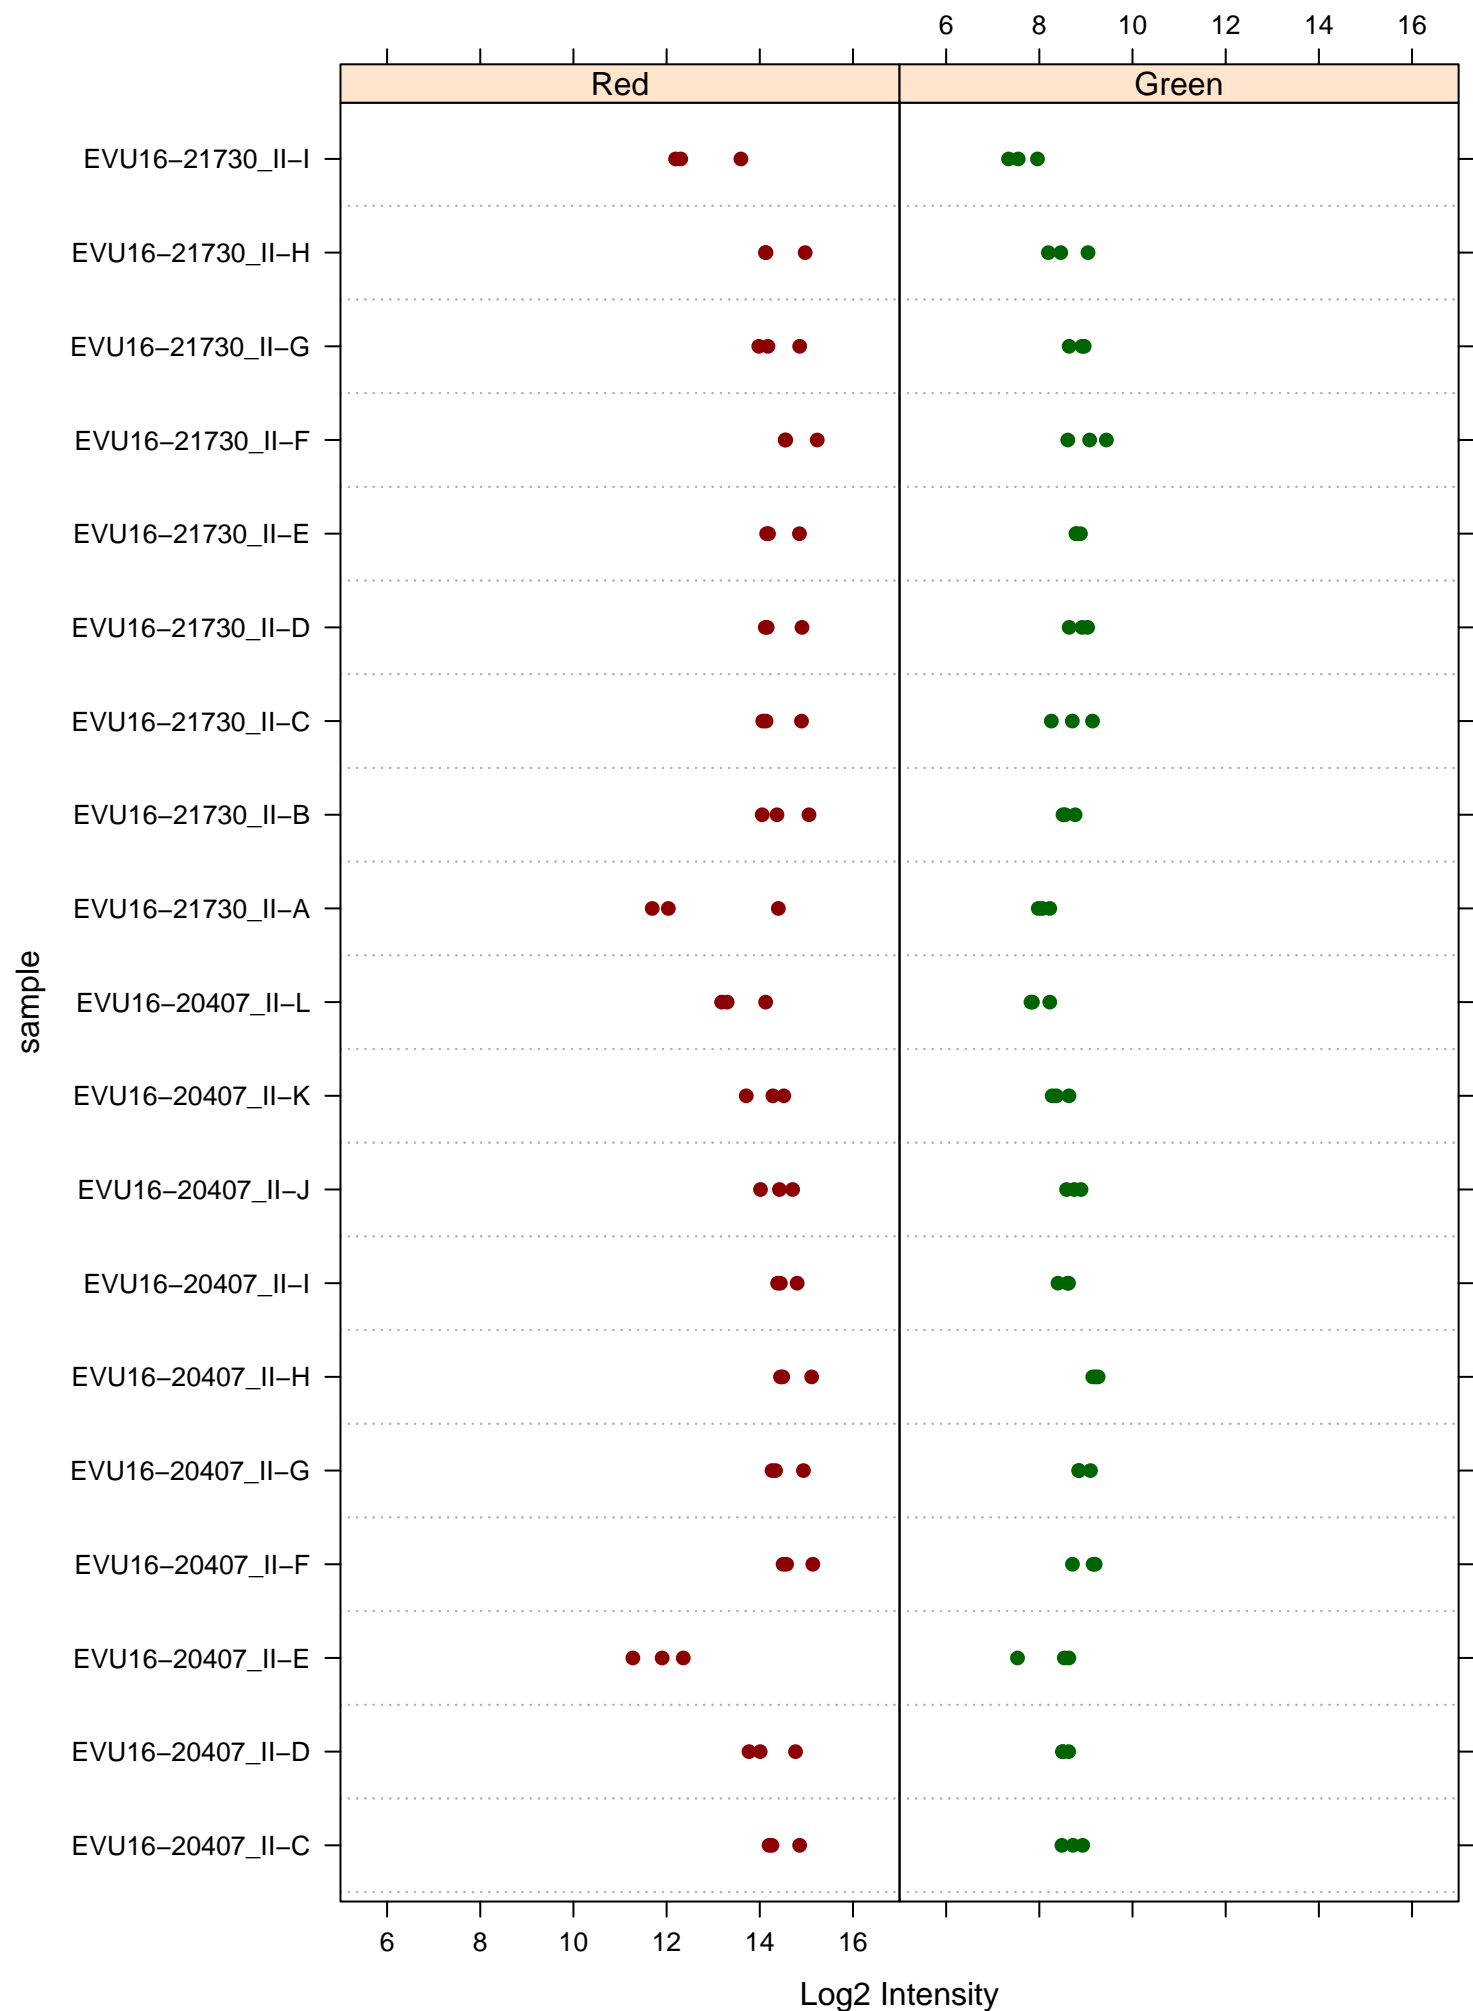 6 8 10 12 14 16
Red Green
EVU16−21730_II−I
EVU16−21730_II−H
EVU16−21730_II−G
EVU16−21730_II−F
EVU16−21730_II−E
EVU16−21730_II−D
EVU16−21730_II−C
EVU16−21730_II−B
EVU16−21730_II−A
EVU16−20407_II−L
EVU16−20407_II−K
EVU16−20407_II−J
EVU16−20407_II−I
EVU16−20407_II−H
EVU16−20407_II−G
EVU16−20407_II−F
EVU16−20407_II−E
EVU16−20407_II−D
EVU16−20407_II−C
sample
6 8 10 12 14 16
Log2 Intensity